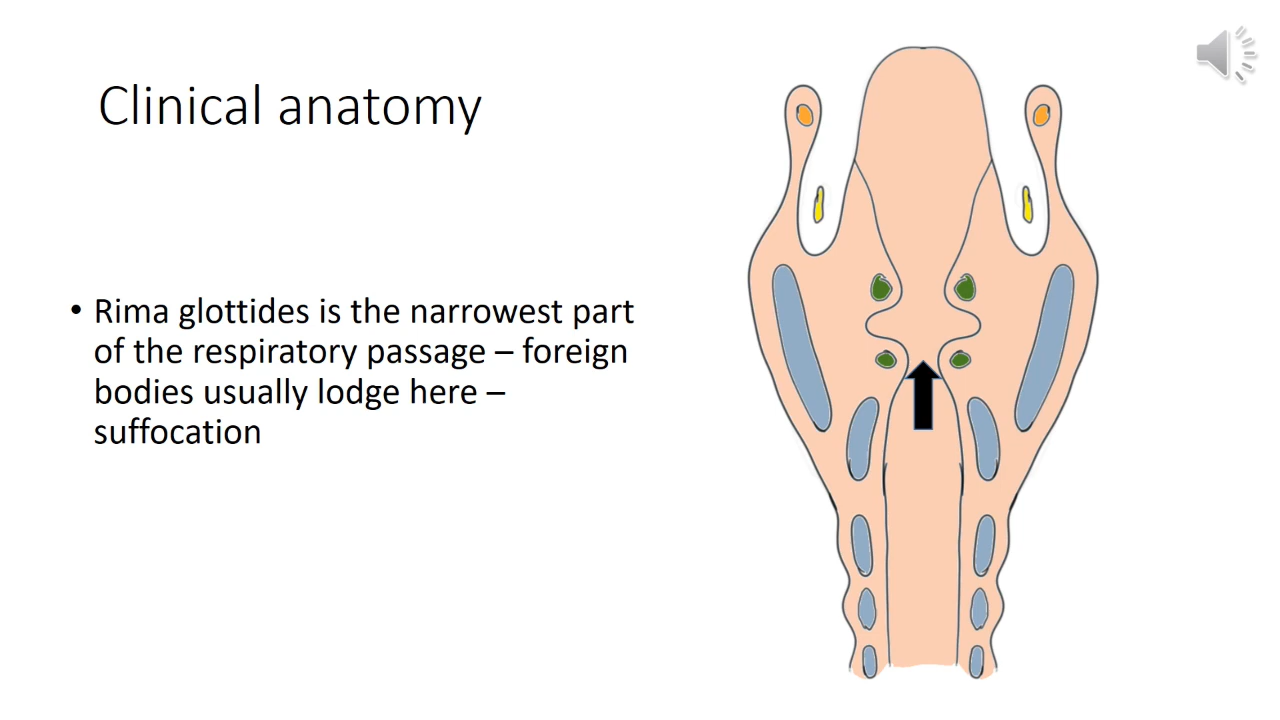 Clinical anatomy
• Rima glottides is the narrowest part
of the respiratory passage – foreign
bodies usually lodge here –
suffocation